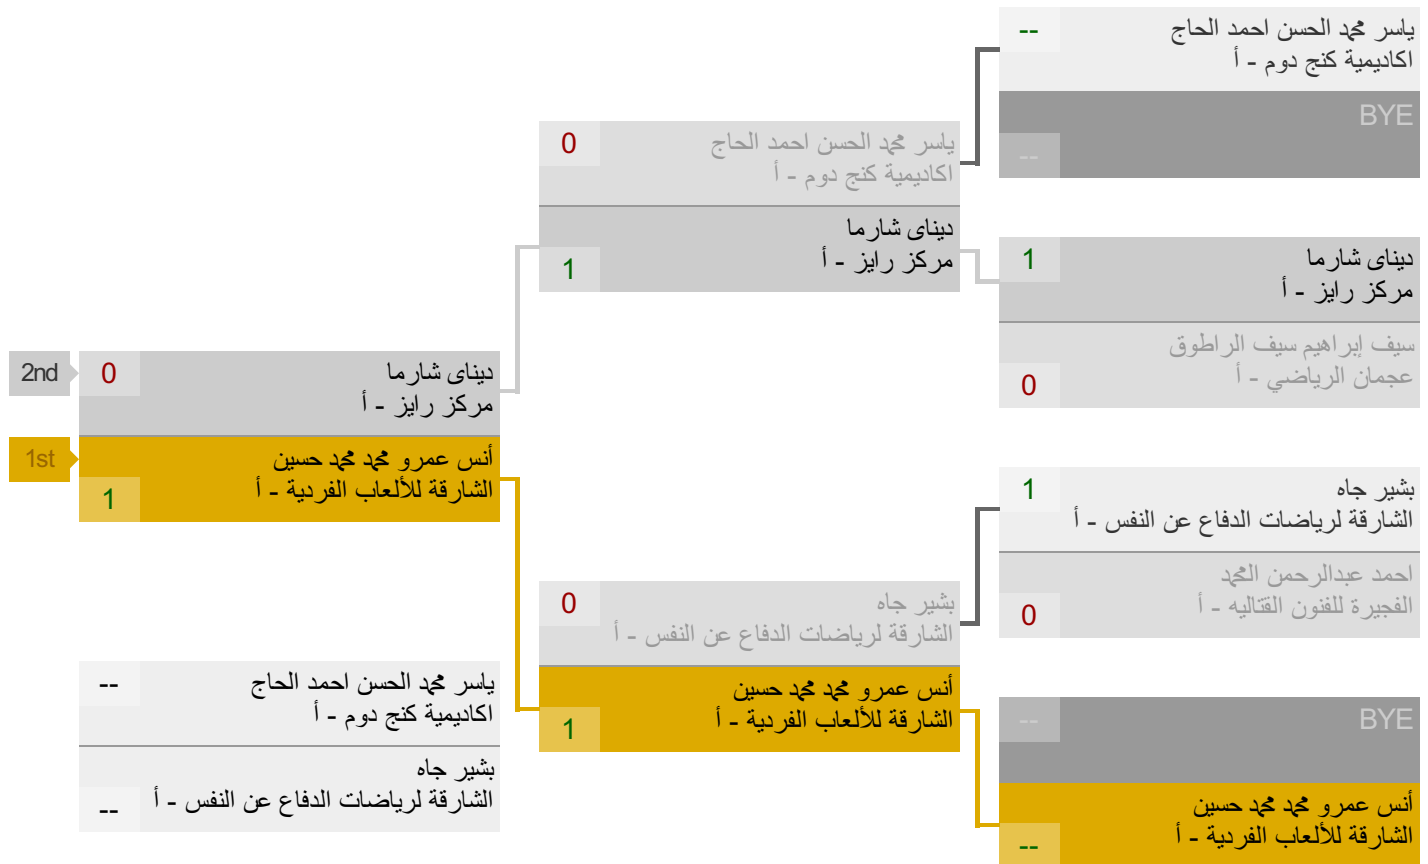 --
ياسر محمد الحسن احمد الحاج
اكاديمية كنج دوم - أ
BYE
--
0
ياسر محمد الحسن احمد الحاج
اكاديمية كنج دوم - أ
ديناى شارما
مركز رايز - أ
1
1
ديناى شارما
مركز رايز - أ
سيف إبراهيم سيف الراطوق
عجمان الرياضي - أ
0
2nd
0
ديناى شارما
مركز رايز - أ
1st
أنس عمرو محمد محمد حسين
الشارقة للألعاب الفردية - أ
1
1
بشير جاه
الشارقة لرياضات الدفاع عن النفس - أ
احمد عبدالرحمن المحمد
الفجيرة للفنون القتاليه - أ
0
0
بشير جاه
الشارقة لرياضات الدفاع عن النفس - أ
أنس عمرو محمد محمد حسين
الشارقة للألعاب الفردية - أ
1
--
ياسر محمد الحسن احمد الحاج
اكاديمية كنج دوم - أ
بشير جاه
الشارقة لرياضات الدفاع عن النفس - أ
--
--
BYE
أنس عمرو محمد محمد حسين
الشارقة للألعاب الفردية - أ
--